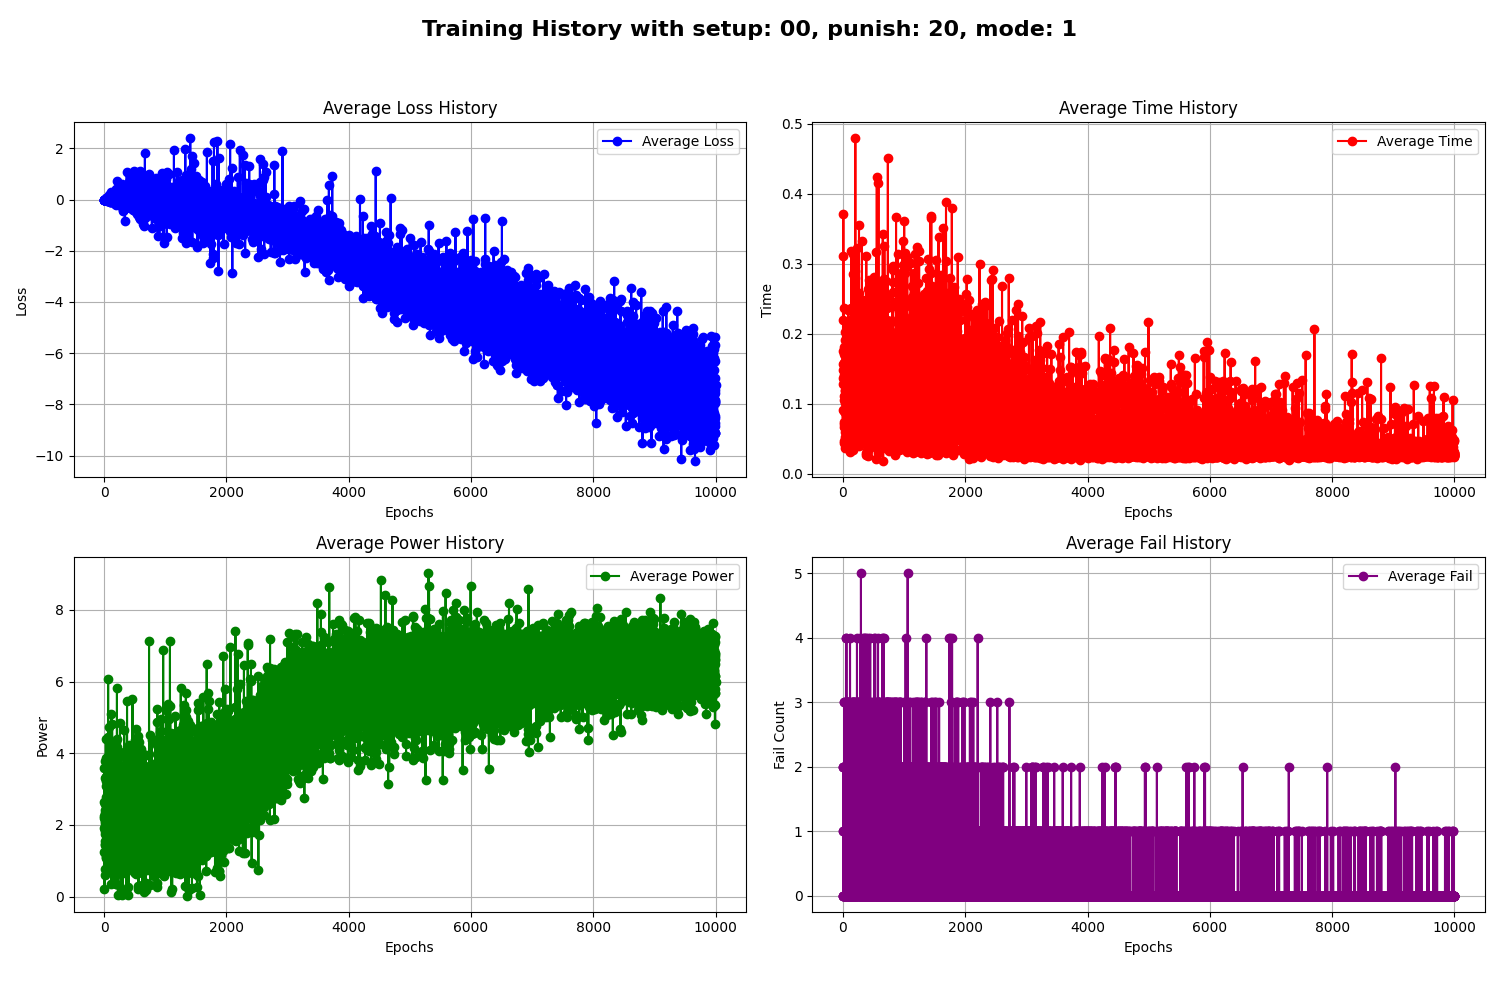 Training History with setup: 00, punish: 20, mode: 1
Average Loss History
Average Loss
Loss
2
0
−2
−4
−6
−8
−10
0
2000
4000
6000
8000
10000
Epochs
Average Time History
Average Time
Time
0.5
0.4
0.3
0.2
0.1
0.0
0
2000
4000
6000
8000
10000
Epochs
Average Power History
Average Power
Power
8
6
4
2
0
0
2000
4000
6000
8000
10000
Epochs
Average Fail History
Average Fail
Fail Count
5
4
3
2
1
0
0
2000
4000
6000
8000
10000
Epochs